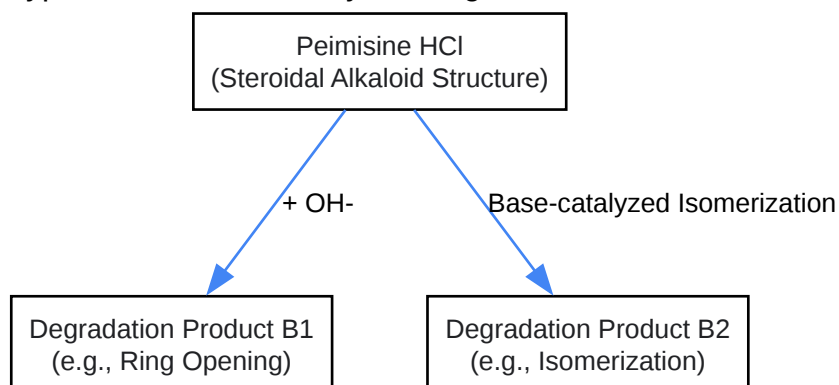 Peimisine HCl
(Steroidal Alkaloid Structure)
+ OH-
Base-catalyzed Isomerization
Degradation Product B1
(e.g., Ring Opening)
Degradation Product B2
(e.g., Isomerization)